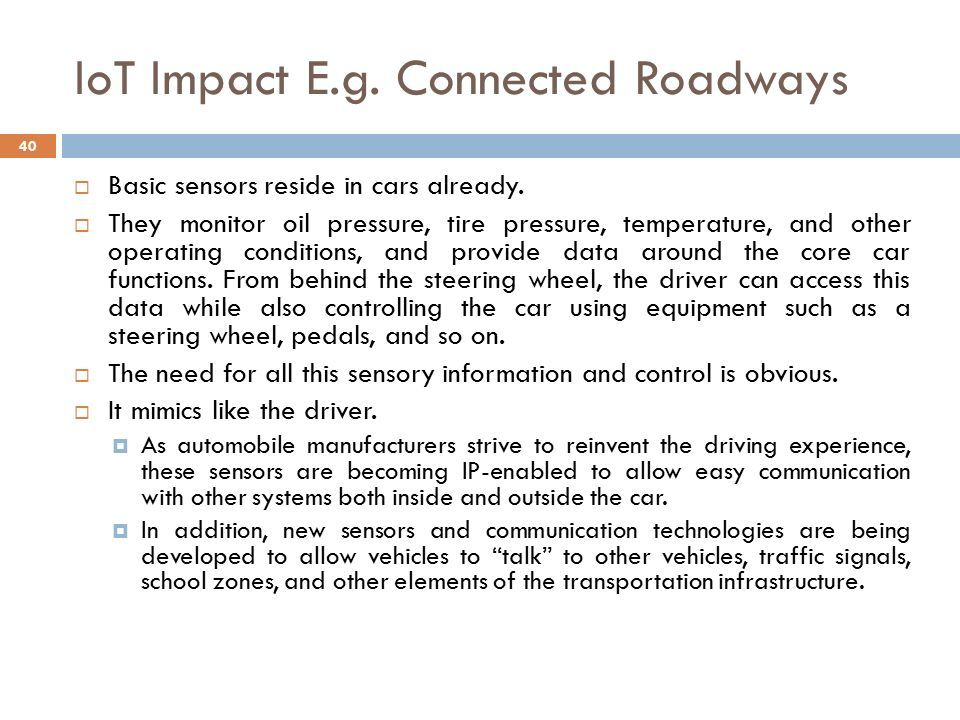 IoT Impact E.g. Connected Roadways
40
Basic sensors reside in cars already.
They monitor oil pressure, tire pressure, temperature, and other
operating conditions, and provide data around the core car
functions. From behind the steering wheel, the driver can access this
data while also controlling the car using equipment such as a
steering wheel, pedals, and so on.
The need for all this sensory information and control is obvious.
It mimics like the driver.
As automobile manufacturers strive to reinvent the driving experience,
these sensors are becoming IP-enabled to allow easy communication
with other systems both inside and outside the car.
In addition, new sensors and communication technologies are being
developed to allow vehicles to “talk” to other vehicles, traffic signals,
school zones, and other elements of the transportation infrastructure.